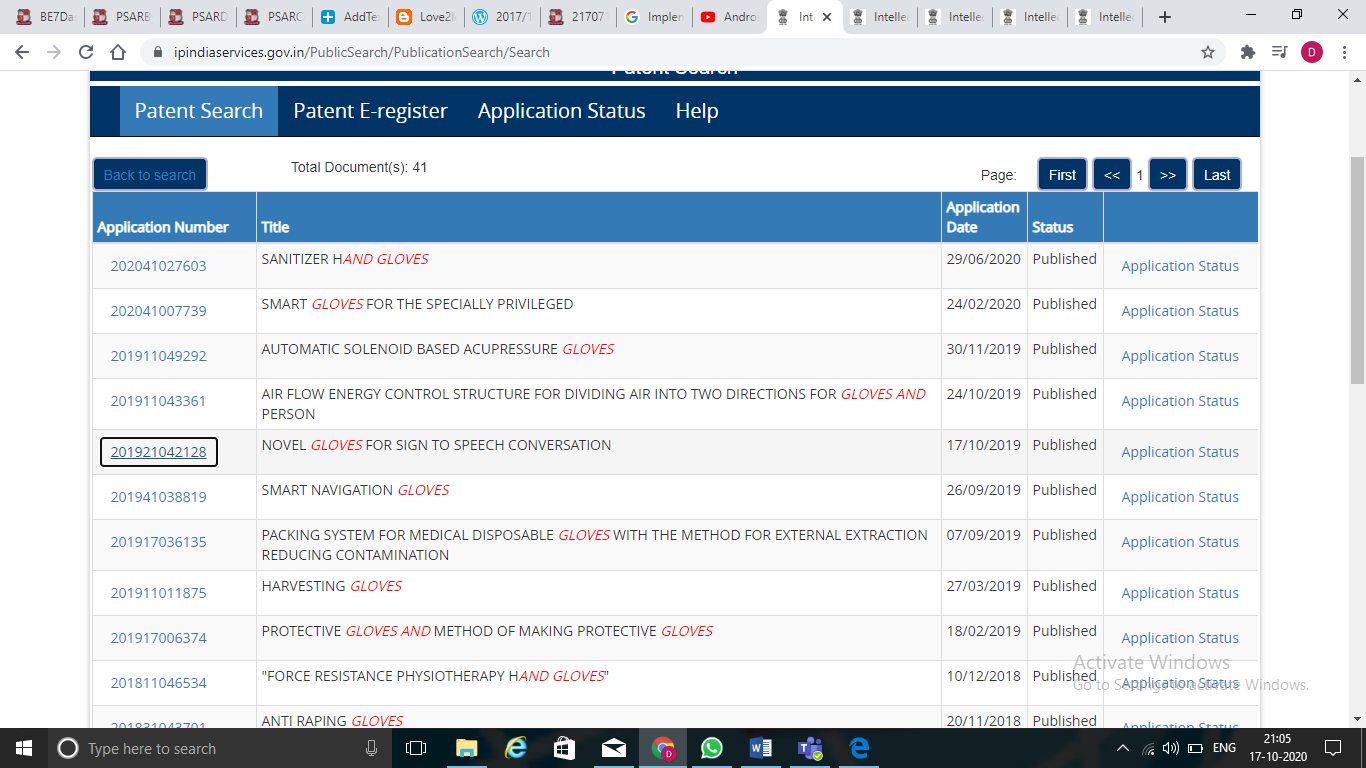 BE7Da
PSARB
PSARD
PSARC
AddTe
Love2l
2017/1
21707
Implen
Androi
Int
Intelle
Intelle
Intelle
Intelle
ipindiaservices.gov.in/PublicSearch/PublicationSearch/Search
D
Patent Search
Patent Search Patent E-register Application Status Help
Back to search Total Document(s): 41 Page: First << 1 >> Last
Application Number Title Application Date Status
202041027603 SANITIZER HAND GLOVES 29/06/2020 Published Application Status
202041007739 SMART GLOVES FOR THE SPECIALLY PRIVILEGED 24/02/2020 Published Application Status
201911049292 AUTOMATIC SOLENOID BASED ACUPRESSURE GLOVES 30/11/2019 Published Application Status
201911043361 AIR FLOW ENERGY CONTROL STRUCTURE FOR DIVIDING AIR INTO TWO DIRECTIONS FOR GLOVES AND 24/10/2019 Published Application Status
PERSON
201921042128 NOVEL GLOVES FOR SIGN TO SPEECH CONVERSATION 17/10/2019 Published Application Status
201941038819 SMART NAVIGATION GLOVES 26/09/2019 Published Application Status
201917036135 PACKING SYSTEM FOR MEDICAL DISPOSABLE GLOVES WITH THE METHOD FOR EXTERNAL EXTRACTION 07/09/2019 Published Application Status
REDUCING CONTAMINATION
201911011875 HARVESTING GLOVES 27/03/2019 Published Application Status
201917006374 PROTECTIVE GLOVES AND METHOD OF MAKING PROTECTIVE GLOVES 18/02/2019 Published Application Status
201811046534 "FORCE RESISTANCE PHYSIOTHERAPY HAND GLOVES" 10/12/2018 Published Application Status
201831043701 ANTI RAPING GLOVES 20/11/2018 Published Application Status
Activate Windows
Go to Settings to activate Windows.
Type here to search
ENG
21:05
17-10-2020